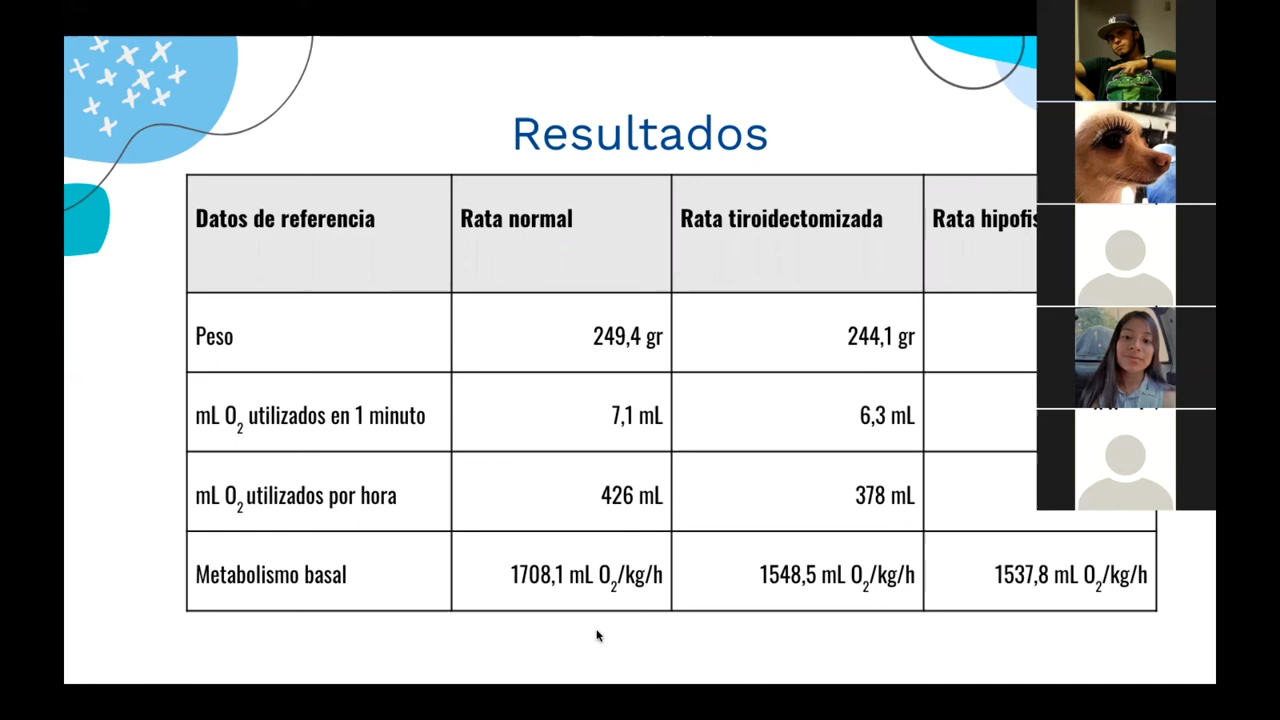 Resultados
Datos de referencia Rata normal Rata tiroidectomizada Rata
Peso 249,4 gr 244,1 gr
mL O2 utilizados en 1 minuto 7,1 mL 6,3 mL
mL O2 utilizados por hora 426 mL 378 mL
Metabolismo basal 1708,1 mL O2/kg/h 1548,5 mL O2/kg/h 1537,8 mL O2/kg/h